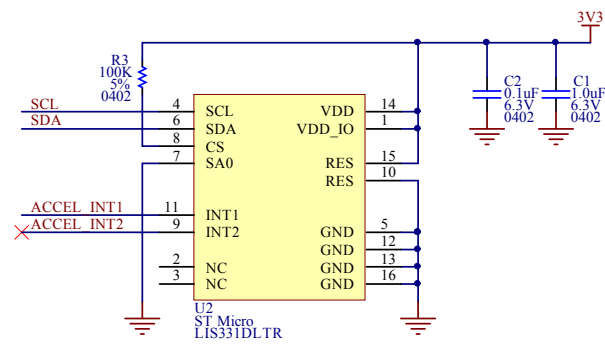 3V3
R3
100K
5%
0402
C2
0.1uF
6.3V
0402
C1
1.0uF
6.3V
0402
SCL 4 SCL VDD 14
SDA 6 SDA VDD_IO 1
8 CS
7 SA0 RES 15
RES 10
ACCEL_INT1 11 INT1
ACCEL_INT2 9 INT2 GND 5
GND 12
2 NC GND 13
3 NC GND 16
U2
ST Micro
LIS331DLTR